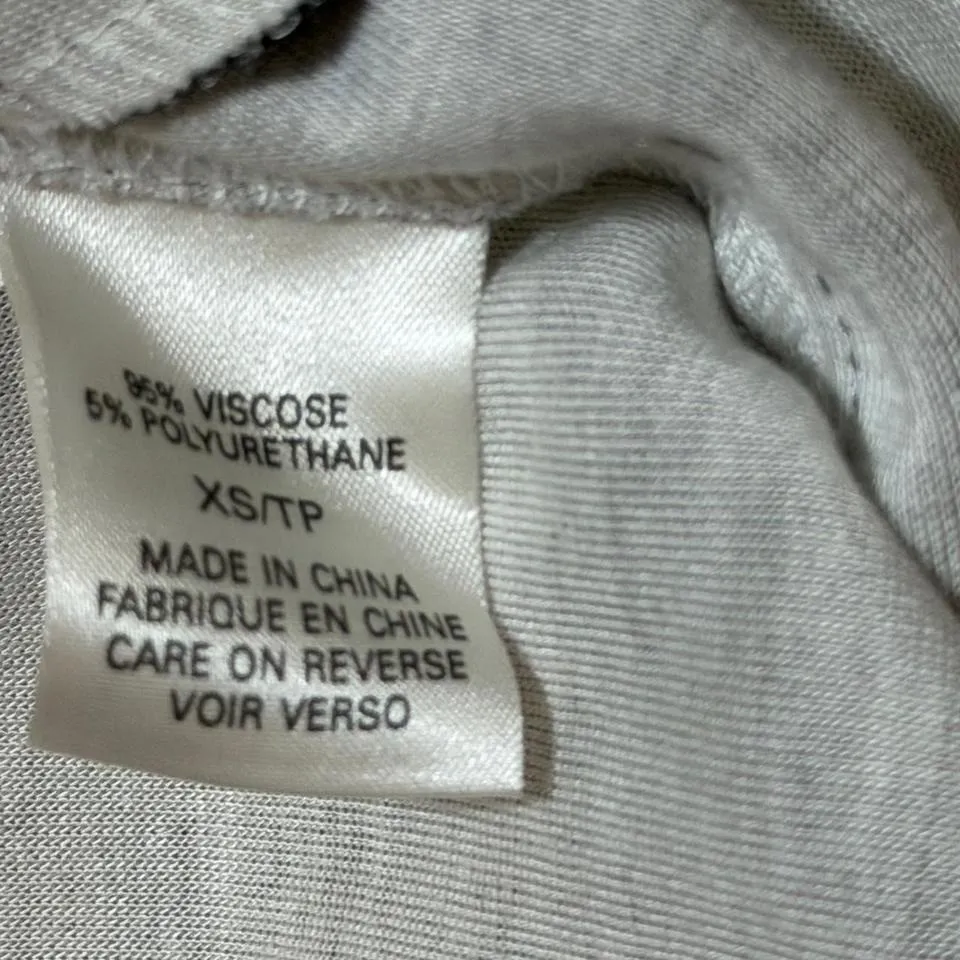 95% VISCOSE
5% POLYURETHANE
XS/TP
MADE IN CHINA
FABRIQUE EN CHINE
CARE ON REVERSE
VOIR VERSO